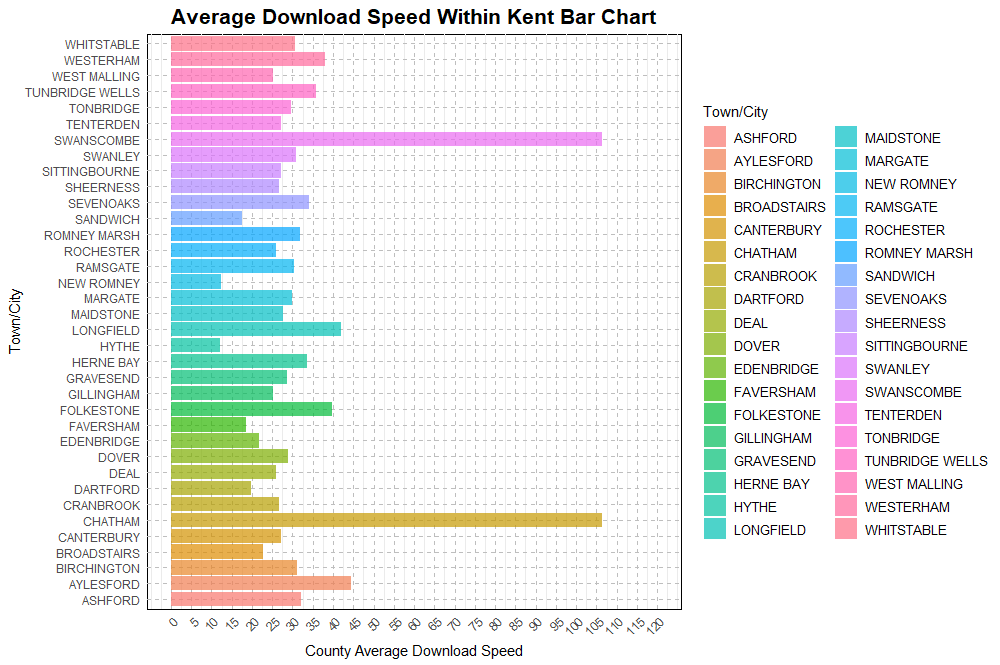 Average Download Speed Within Kent Bar Chart
Town/City
WHITSTABLE
WESTERHAM
WEST MALLING
TUNBRIDGE WELLS
TONBRIDGE
TENTERDEN
SWANSCOMBE
SWANLEY
SITTINGBOURNE
SHEERNESS
SEVENOAKS
SANDWICH
ROMNEY MARSH
ROCHESTER
RAMSGATE
NEW ROMNEY
MARGATE
MAIDSTONE
LONGFIELD
HYTHE
HERNE BAY
GRAVESEND
GILLINGHAM
FOLKESTONE
FAVERSHAM
EDENBRIDGE
DOVER
DEAL
DARTFORD
CRANBROOK
CHATHAM
CANTERBURY
BROADSTAIRS
BIRCHINGTON
AYLESFORD
ASHFORD
0 5 10 15 20 25 30 35 40 45 50 55 60 65 70 75 80 85 90 95 100 105 110 115 120
County Average Download Speed
Town/City
ASHFORD
AYLESFORD
BIRCHINGTON
BROADSTAIRS
CANTERBURY
CHATHAM
CRANBROOK
DARTFORD
DEAL
DOVER
EDENBRIDGE
FAVERSHAM
FOLKESTONE
GILLINGHAM
GRAVESEND
HERNE BAY
HYTHE
LONGFIELD
MAIDSTONE
MARGATE
NEW ROMNEY
RAMSGATE
ROCHESTER
ROMNEY MARSH
SANDWICH
SEVENOAKS
SHEERNESS
SITTINGBOURNE
SWANLEY
SWANSCOMBE
TENTERDEN
TONBRIDGE
TUNBRIDGE WELLS
WEST MALLING
WESTERHAM
WHITSTABLE